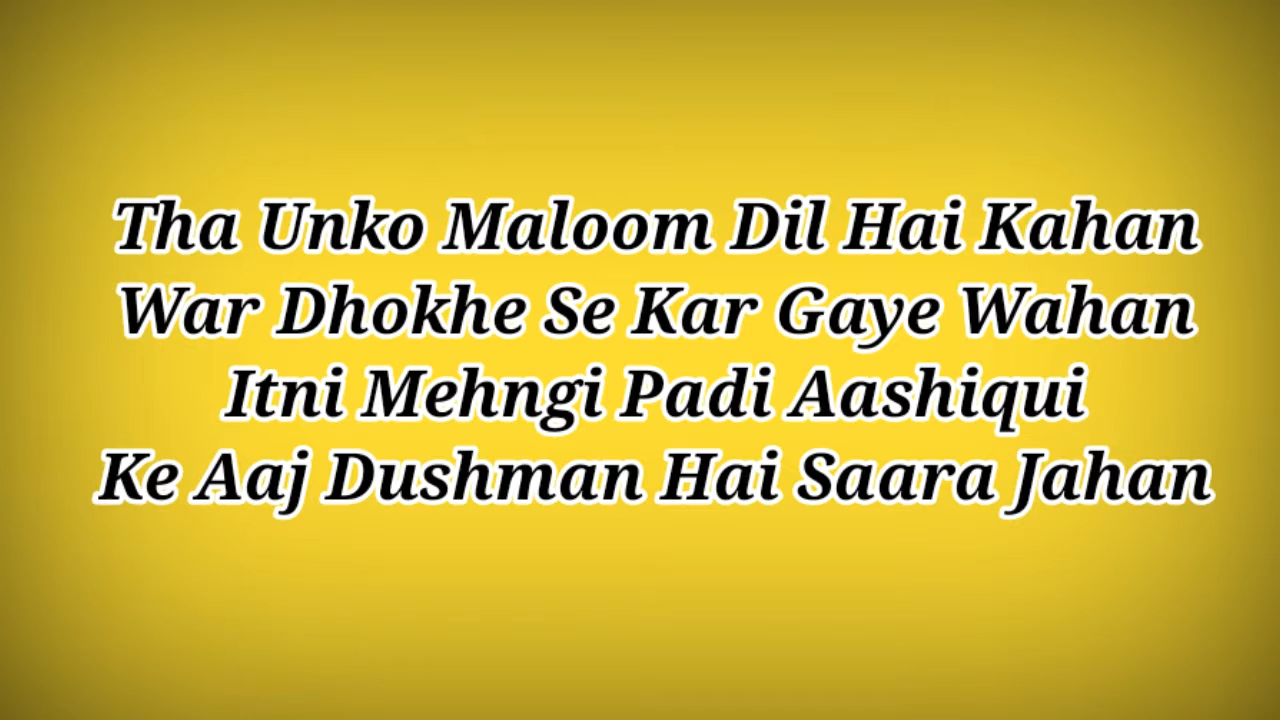 Tha Unko Maloom Dil Hai Kahan
War Dhokhe Se Kar Gaye Wahan
Itni Mehngi Padi Aashiqui
Ke Aaj Dushman Hai Saara Jahan